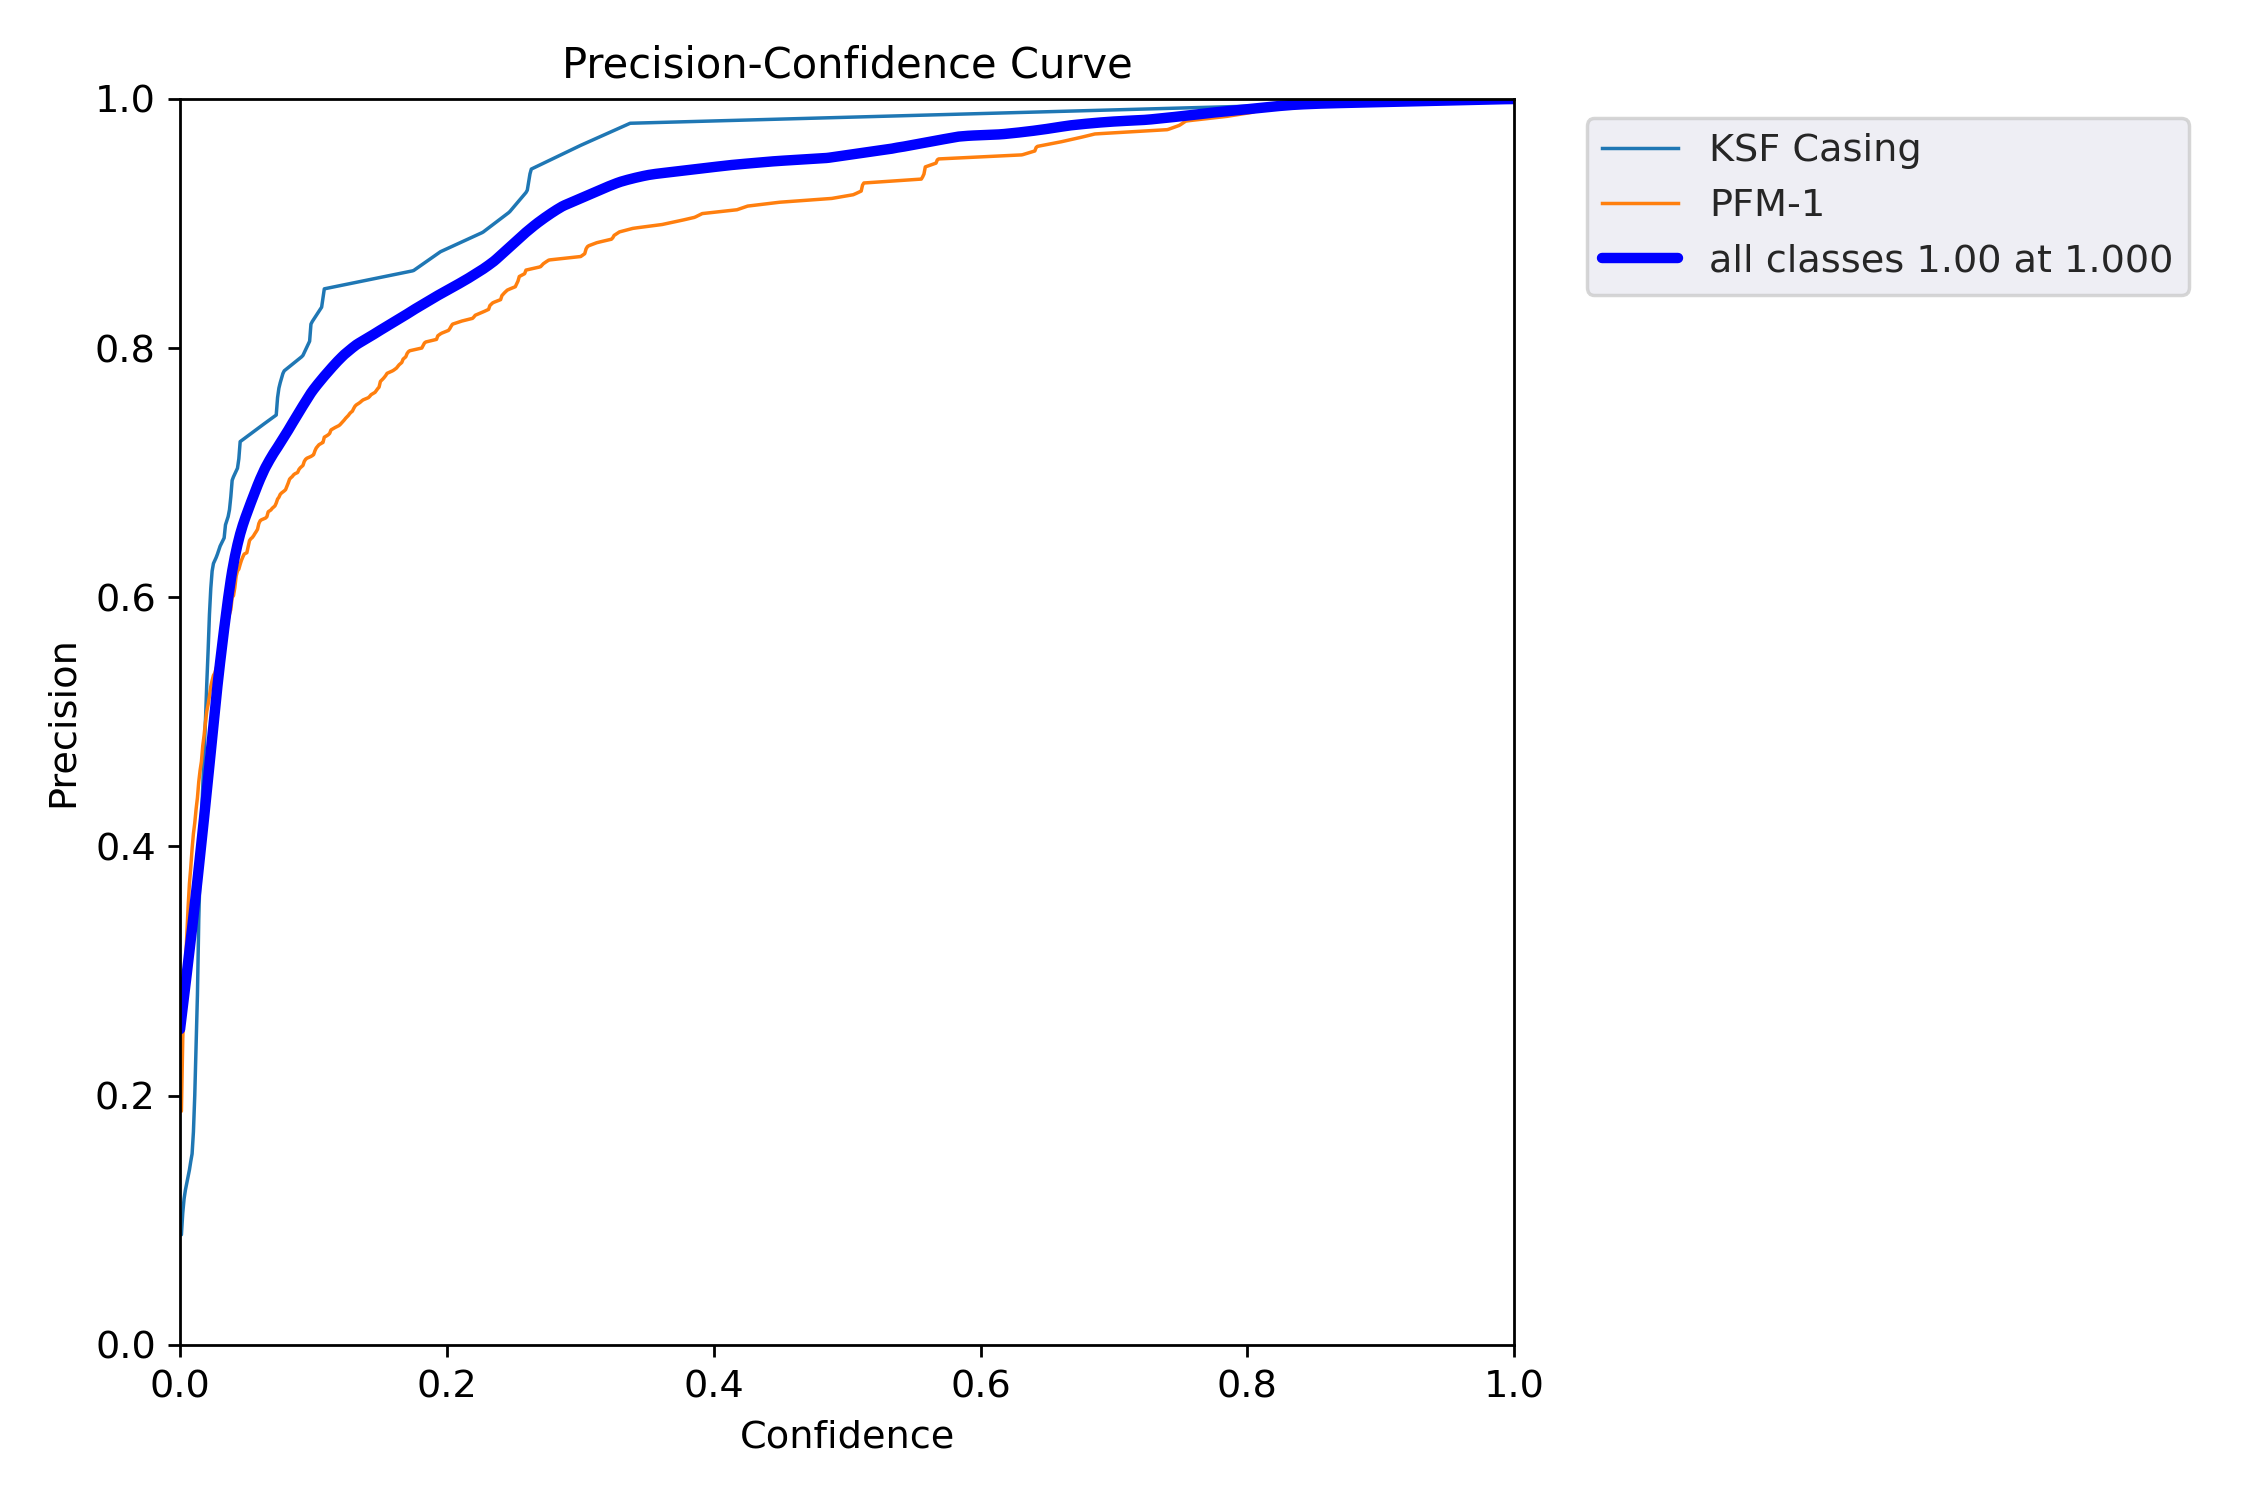 Precision-Confidence Curve
1.0
0.8
0.6
0.4
0.2
0.0
Precision
0.0 0.2 0.4 0.6 0.8 1.0
Confidence
KSF Casing
PFM-1
all classes 1.00 at 1.000